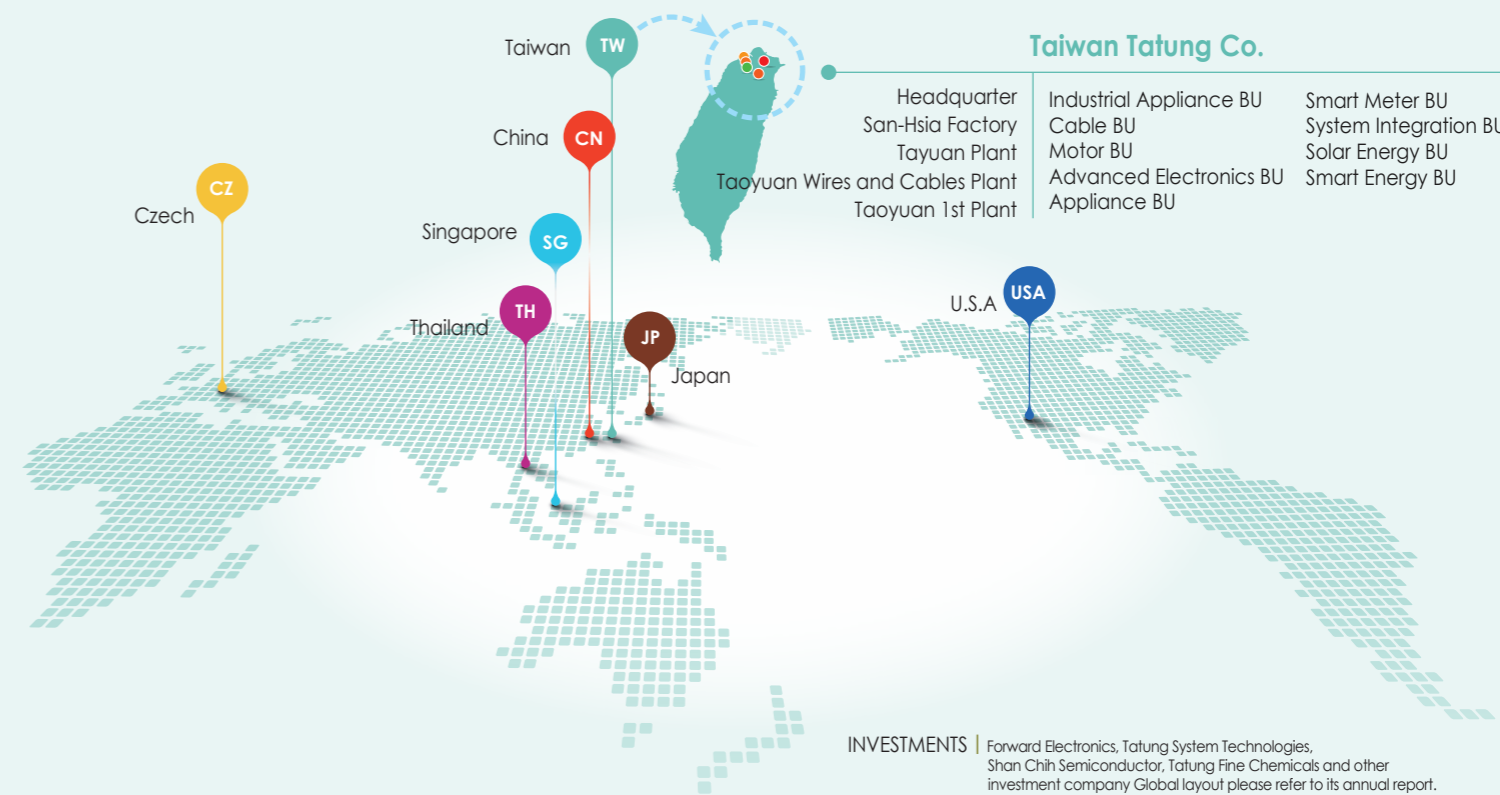 Taiwan
TW
Taiwan Tatung Co.
Headquarter
San-Hsia Factory
Tayuan Plant
Taoyuan Wires and Cables Plant
Taoyuan 1st Plant
Industrial Appliance BU
Cable BU
Motor BU
Advanced Electronics BU
Appliance BU
Smart Meter BU
System Integration BU
Solar Energy BU
Smart Energy BU
China
CN
CZ
Czech
Singapore
SG
Thailand
TH
JP
Japan
U.S.A
USA
INVESTMENTS | Forward Electronics, Tatung System Technologies,
Shan Chih Semiconductor, Tatung Fine Chemicals and other
investment company Global layout please refer to its annual report.